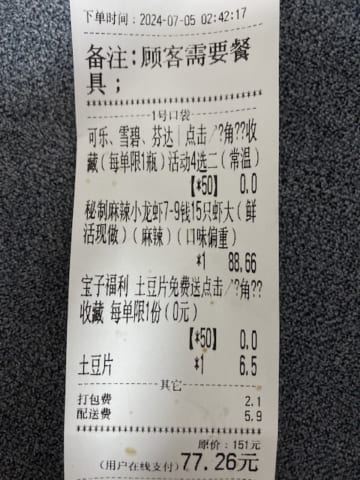 下单时间：2024-07-05 02:42:17
备注：顾客需要餐
具；
1号口袋
可乐、雪碧、芬达｜点击↗?角??收
藏（每单限1瓶）活动4选二（常温）
【*50】 0.0
秘制麻辣小龙虾7-9钱15只虾大（鲜
活现做）（麻辣）（口味偏重）
*1 88.66
宝子福利 土豆片免费送点击↗?角??
收藏 每单限1份（0元）
【*50】 0.0
土豆片 *1 6.5
其它
打包费 2.1
配送费 5.9
原价：151元
（用户在线支付）77.26元